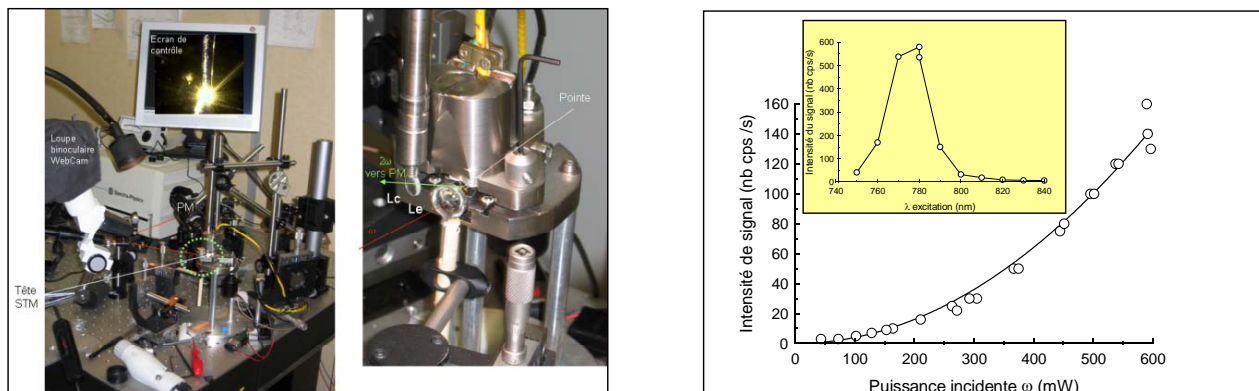 Ecran de
contrôle
Loupe
binoculaire
WebCam
Spectra-Physics
PM
Tête
STM
Pointe
2ω
vers PM
Lc
Le
ω
Intensité de signal (nb cps /s)
160
140
120
100
80
60
40
20
0
0
100
200
300
400
500
600
Puissance incidente ω (mW)
Intensité du signal (nb cps/s)
600
500
400
300
200
100
0
740
760
780
800
820
840
λ excitation (nm)